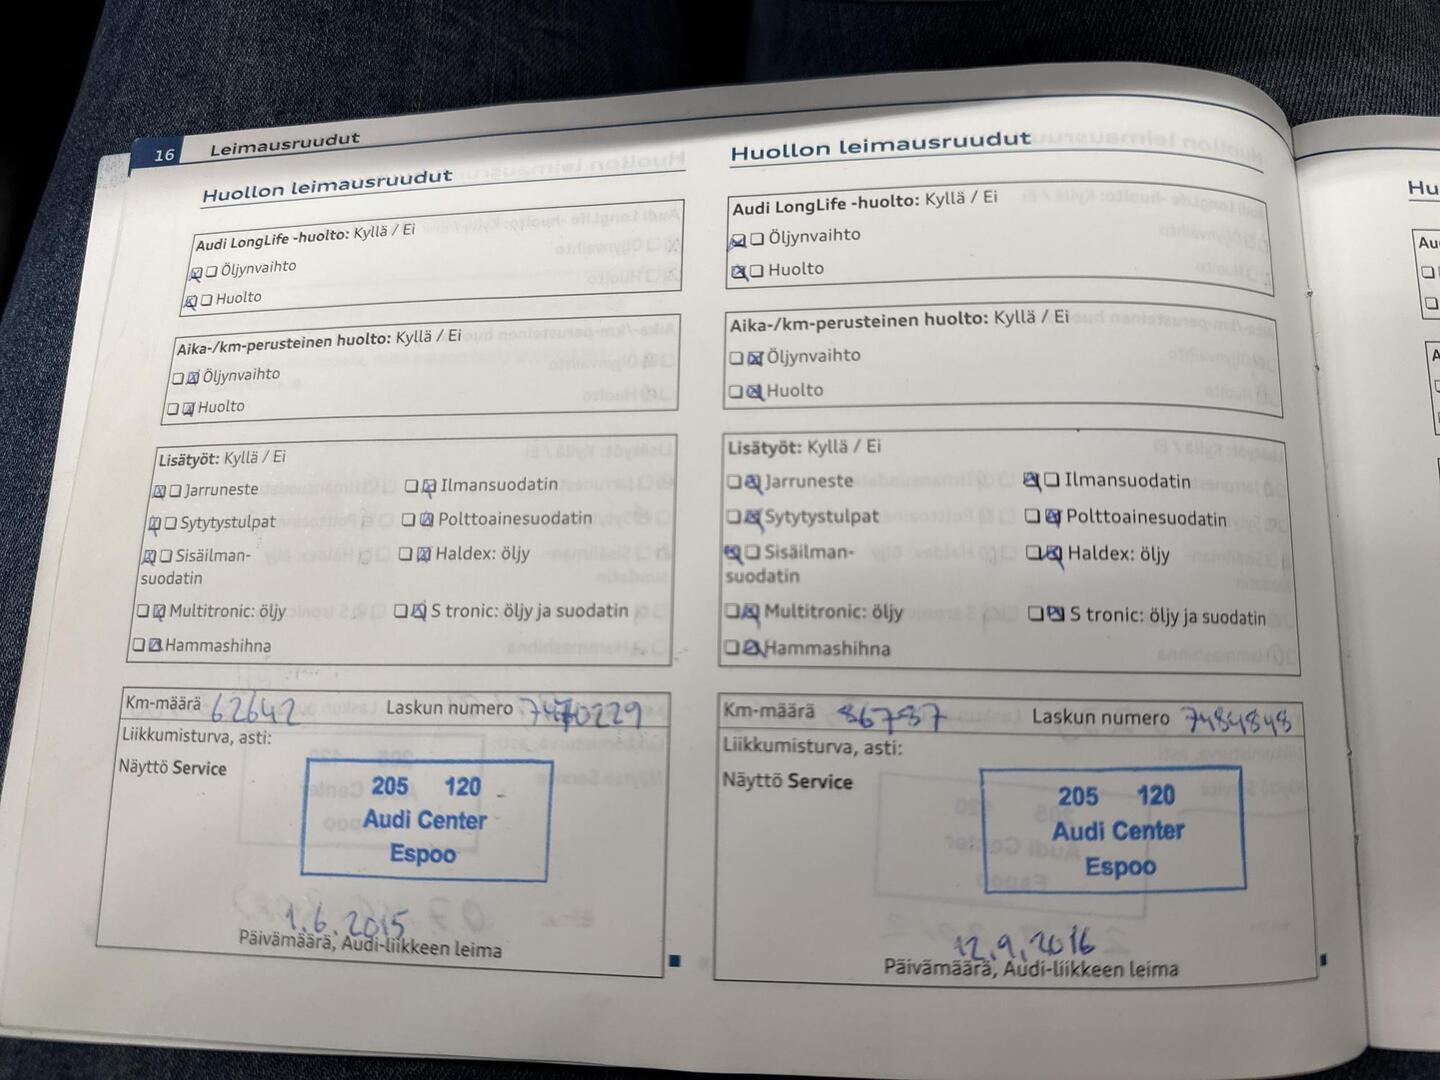 16 Leimausruudut
Huollon leimausruudut
Audi LongLife -huolto: Kyllä / Ei
☒ ☐ Öljynvaihto
☒ ☐ Huolto
Aika-/km-perusteinen huolto: Kyllä / Ei
☐ ☒ Öljynvaihto
☐ ☒ Huolto
Lisätyöt: Kyllä / Ei
☒ ☐ Jarruneste ☐ ☒ Ilmansuodatin
☒ ☐ Sytytystulpat ☐ ☒ Polttoainesuodatin
☒ ☐ Sisäilman- ☐ ☒ Haldex: öljy
suodatin
☐ ☒ Multitronic: öljy ☐ ☒ S tronic: öljy ja suodatin
☐ ☒ Hammashihna
Km-määrä 62642 Laskun numero 7470229
Liikkumisturva, asti:
Näyttö Service
205 120
Audi Center
Espoo
1.6.2015
Päivämäärä, Audi-liikkeen leima
Huollon leimausruudut
Audi LongLife -huolto: Kyllä / Ei
☒ ☐ Öljynvaihto
☒ ☐ Huolto
Aika-/km-perusteinen huolto: Kyllä / Ei
☐ ☒ Öljynvaihto
☐ ☒ Huolto
Lisätyöt: Kyllä / Ei
☐ ☒ Jarruneste ☒ ☐ Ilmansuodatin
☐ ☒ Sytytystulpat ☐ ☒ Polttoainesuodatin
☒ ☐ Sisäilman- ☐ ☒ Haldex: öljy
suodatin
☐ ☒ Multitronic: öljy ☐ ☒ S tronic: öljy ja suodatin
☐ ☒ Hammashihna
Km-määrä 86787 Laskun numero 7484848
Liikkumisturva, asti:
Näyttö Service
205 120
Audi Center
Espoo
12.9.2016
Päivämäärä, Audi-liikkeen leima
Hu
Au